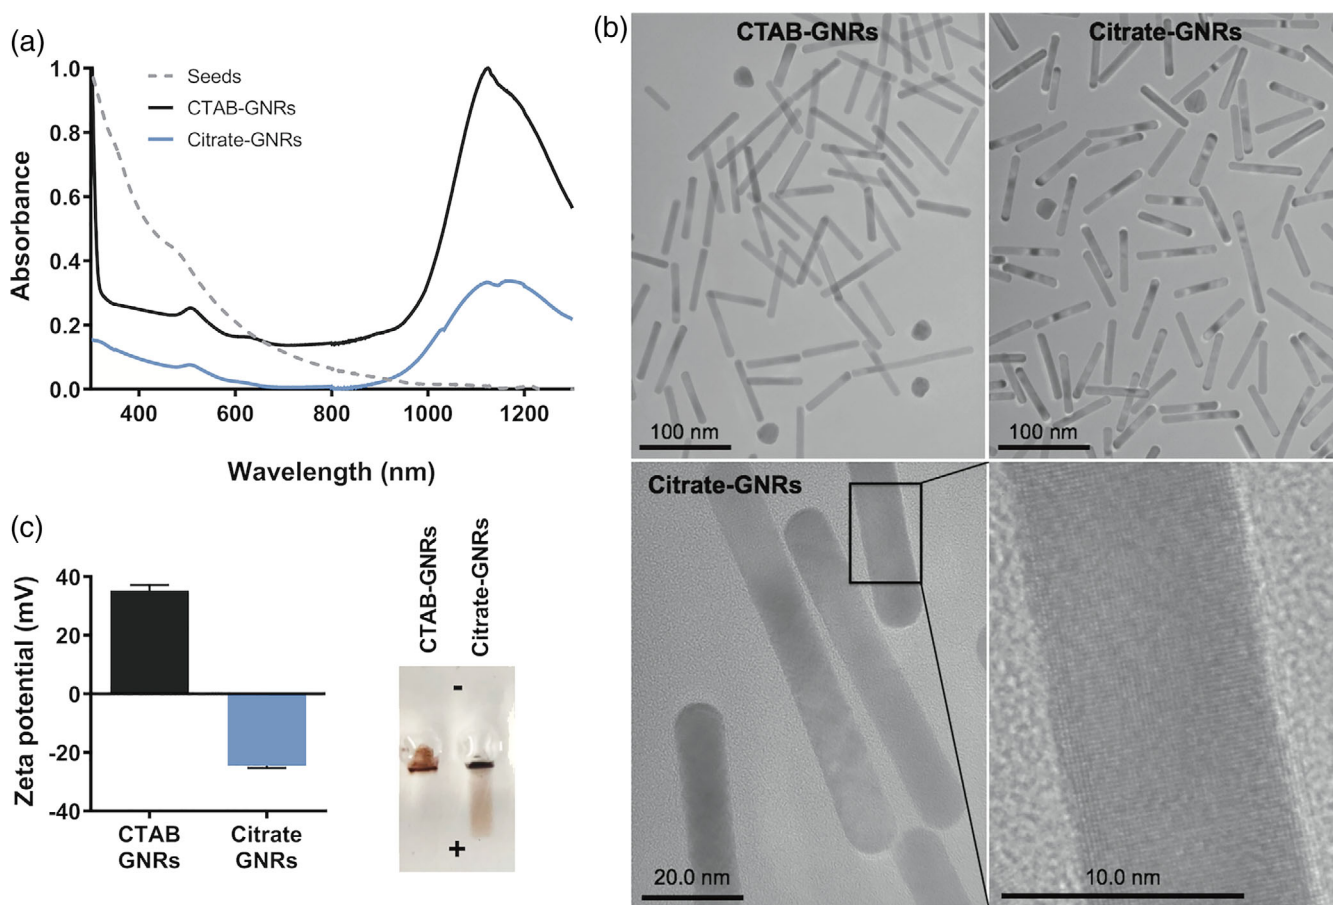 (a)
Seeds
CTAB-GNRs
Citrate-GNRs
1.0
0.8
0.6
0.4
0.2
0.0
Absorbance
400
600
800
1000
1200
Wavelength (nm)
(b)
CTAB-GNRs
Citrate-GNRs
100 nm
100 nm
Citrate-GNRs
20.0 nm
10.0 nm
(c)
40
20
0
-20
-40
Zeta potential (mV)
CTAB
GNRs
Citrate
GNRs
CTAB-GNRs
Citrate-GNRs
-
+